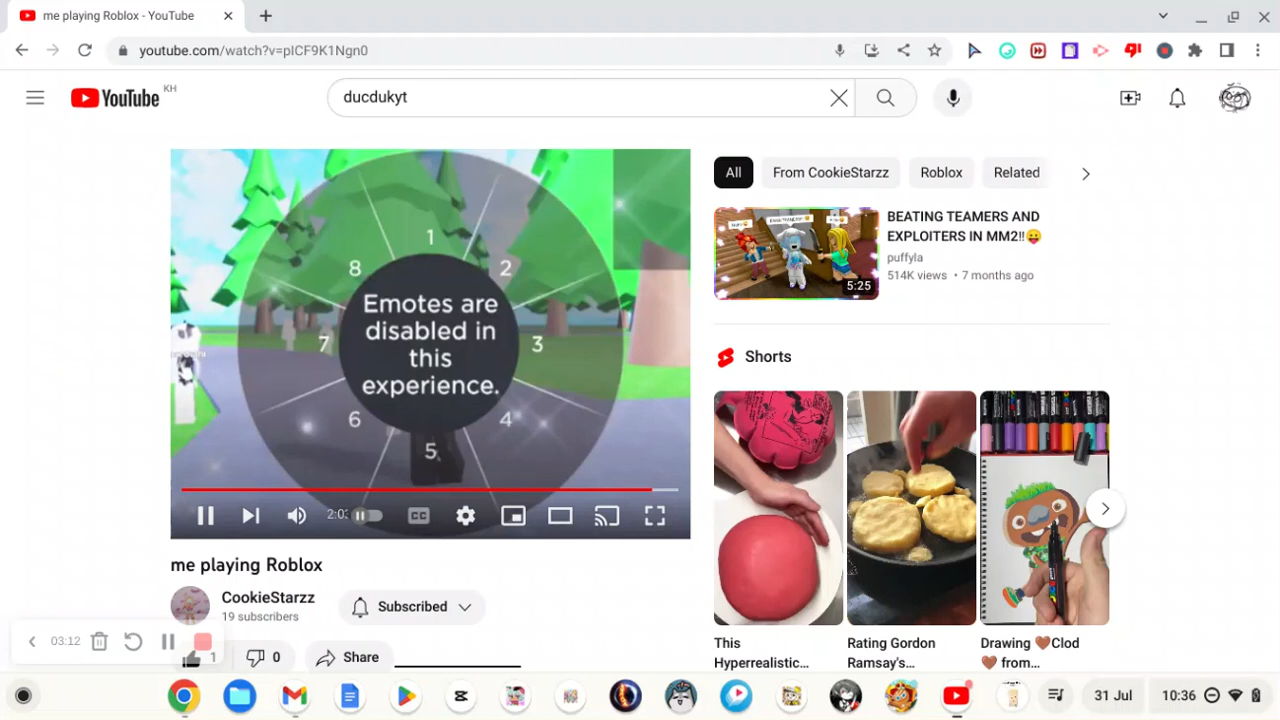 me playing Roblox - YouTube
youtube.com/watch?v=pICF9K1Ngn0
YouTube
KH
ducdukyt
1
2
3
4
5
6
7
8
Emotes are
disabled in
this
experience.
2:03
CC
me playing Roblox
CookieStarzz
19 subscribers
Subscribed
03:12
1
0
Share
All
From CookieStarzz
Roblox
Related
BEATING TEAMERS AND
EXPLOITERS IN MM2‼️😛
puffyla
514K views • 7 months ago
5:25
Shorts
This
Hyperrealistic...
Rating Gordon
Ramsay's...
Drawing 🤎Clod
🤎 from...
31 Jul
10:36